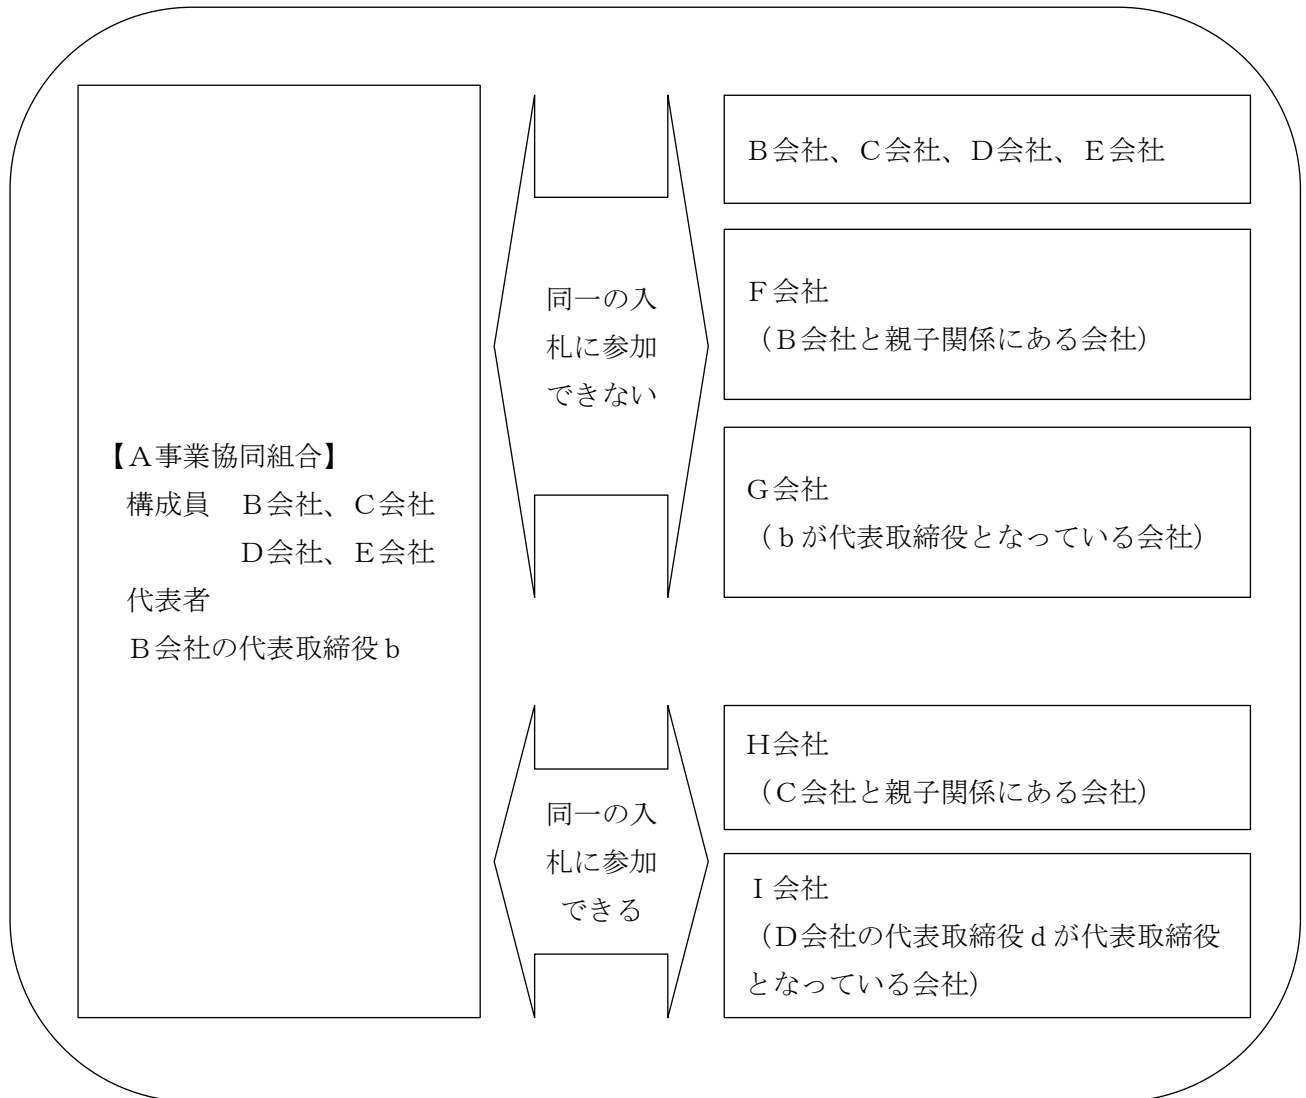 【A事業協同組合】
構成員　B会社、C会社
D会社、E会社
代表者
B会社の代表取締役b
同一の入
札に参加
できない
B会社、C会社、D会社、E会社
F会社
（B会社と親子関係にある会社）
G会社
（bが代表取締役となっている会社）
同一の入
札に参加
できる
H会社
（C会社と親子関係にある会社）
I会社
（D会社の代表取締役dが代表取締役
となっている会社）